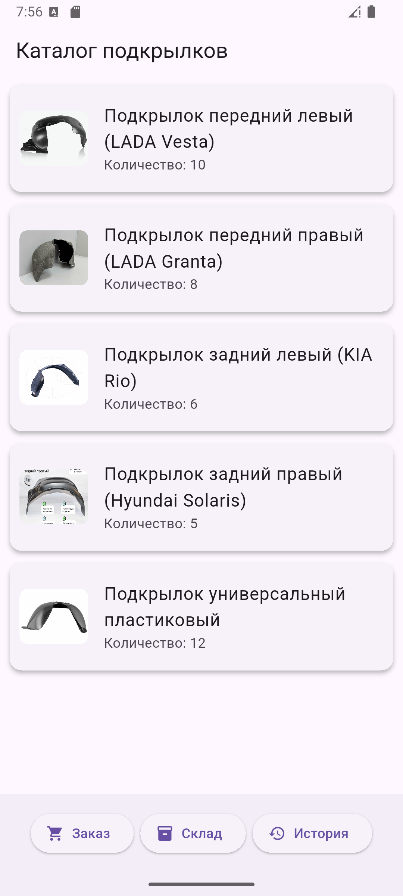 7:56
Каталог подкрылков
Подкрылок передний левый
(LADA Vesta)
Количество: 10
Подкрылок передний правый
(LADA Granta)
Количество: 8
Подкрылок задний левый (KIA
Rio)
Количество: 6
Подкрылок задний правый
(Hyundai Solaris)
Количество: 5
Подкрылок универсальный
пластиковый
Количество: 12
Заказ
Склад
История